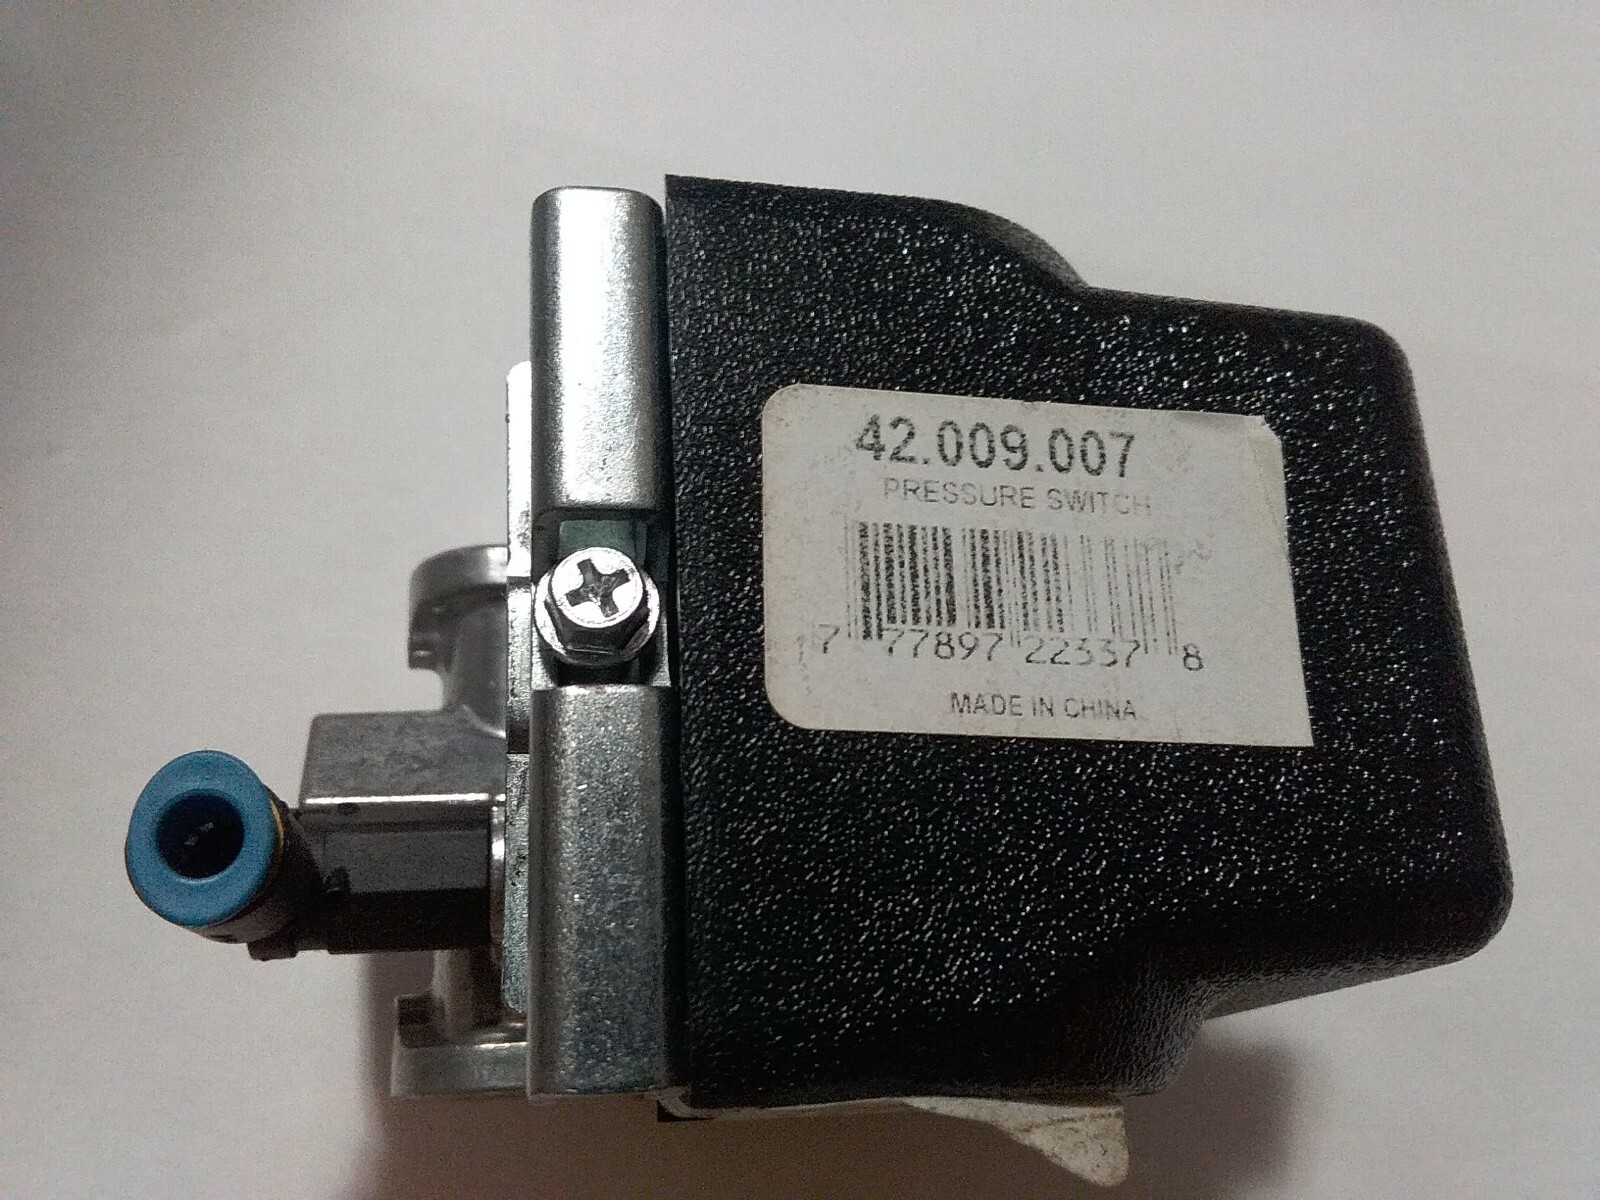 42.009.007
PRESSURE SWITCH
7 77897 22337 8
MADE IN CHINA